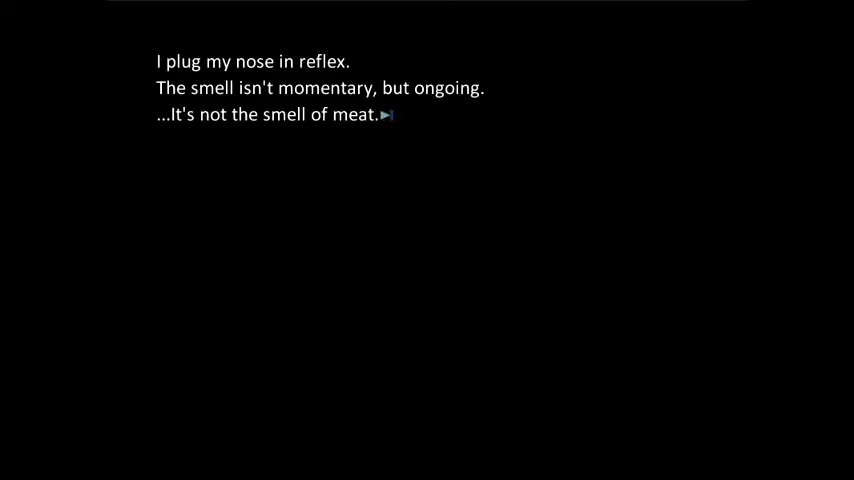 I plug my nose in reflex.
The smell isn't momentary, but ongoing.
...It's not the smell of meat.